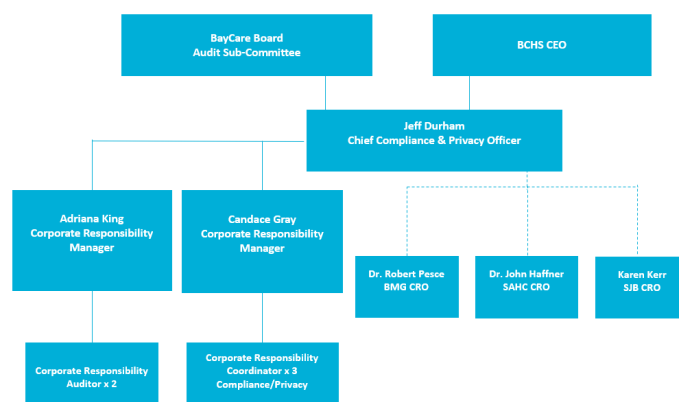 BayCare Board
Audit Sub-Committee
BCHS CEO
Jeff Durham
Chief Compliance & Privacy Officer
Adriana King
Corporate Responsibility
Manager
Candace Gray
Corporate Responsibility
Manager
Dr. Robert Pesce
BMG CRO
Dr. John Haffner
SAHC CRO
Karen Kerr
SJB CRO
Corporate Responsibility
Auditor x 2
Corporate Responsibility
Coordinator x 3
Compliance/Privacy